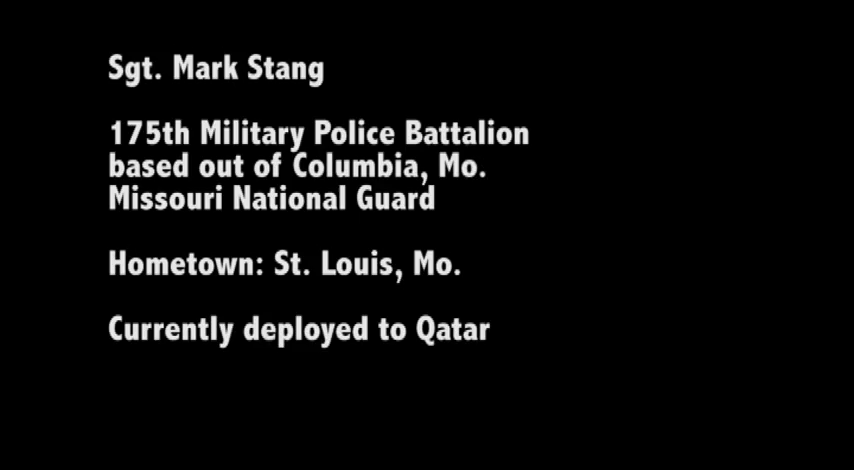 Sgt. Mark Stang
175th Military Police Battalion
based out of Columbia, Mo.
Missouri National Guard
Hometown: St. Louis, Mo.
Currently deployed to Qatar